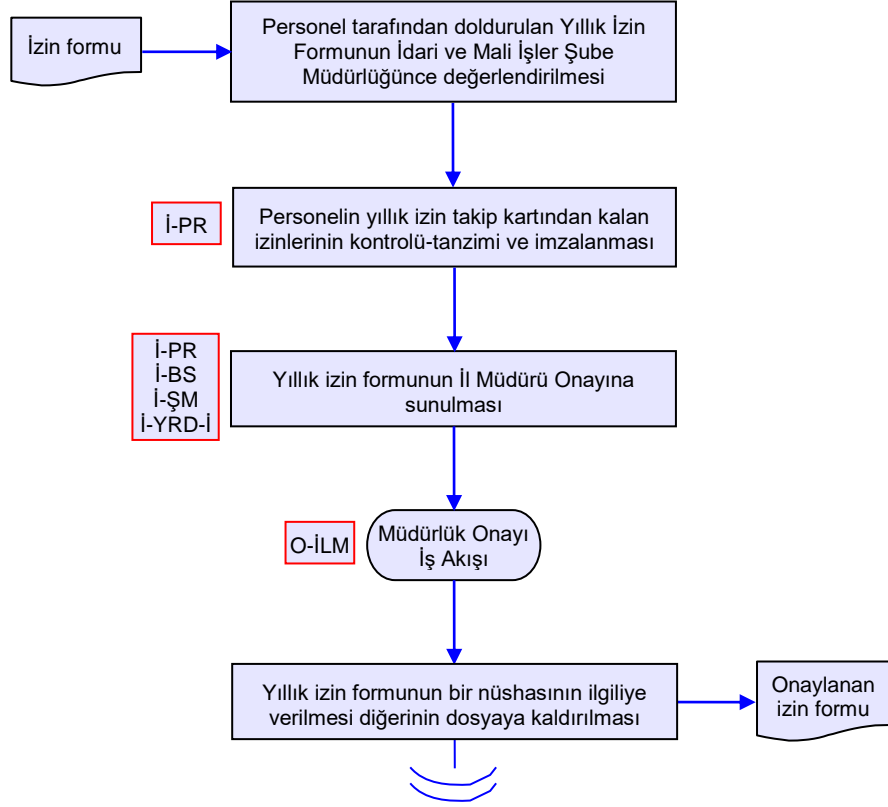 İzin formu
Personel tarafından doldurulan Yıllık İzin
Formunun İdari ve Mali İşler Şube
Müdürlüğünce değerlendirilmesi
İ-PR
Personelin yıllık izin takip kartından kalan
izinlerinin kontrolü-tanzimi ve imzalanması
İ-PR
İ-BS
İ-ŞM
İ-YRD-İ
Yıllık izin formunun İl Müdürü Onayına
sunulması
O-İLM
Müdürlük Onayı
İş Akışı
Yıllık izin formunun bir nüshasının ilgiliye
verilmesi diğerinin dosyaya kaldırılması
Onaylanan
izin formu